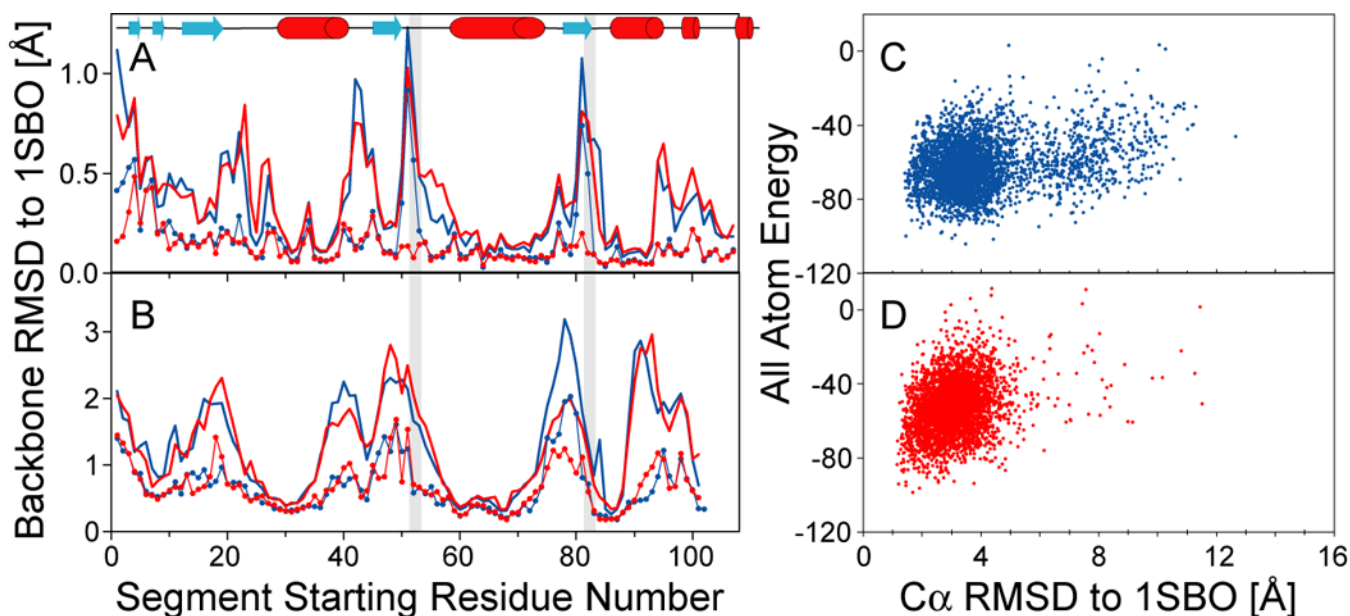 Backbone RMSD to 1SBO [Å]
A
1.0
0.5
0.0
B
3
2
1
0
0 20 40 60 80 100
Segment Starting Residue Number
All Atom Energy
C
0
-40
-80
-120
D
0
-40
-80
-120
0 4 8 12 16
Cα RMSD to 1SBO [Å]